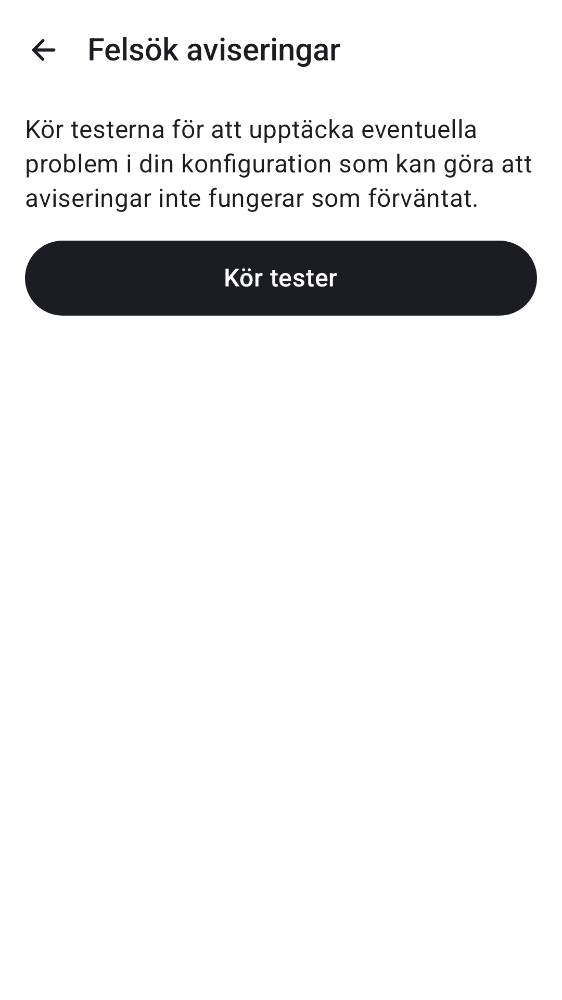 Felsök aviseringar
Kör testerna för att upptäcka eventuella
problem i din konfiguration som kan göra att
aviseringar inte fungerar som förväntat.
Kör tester